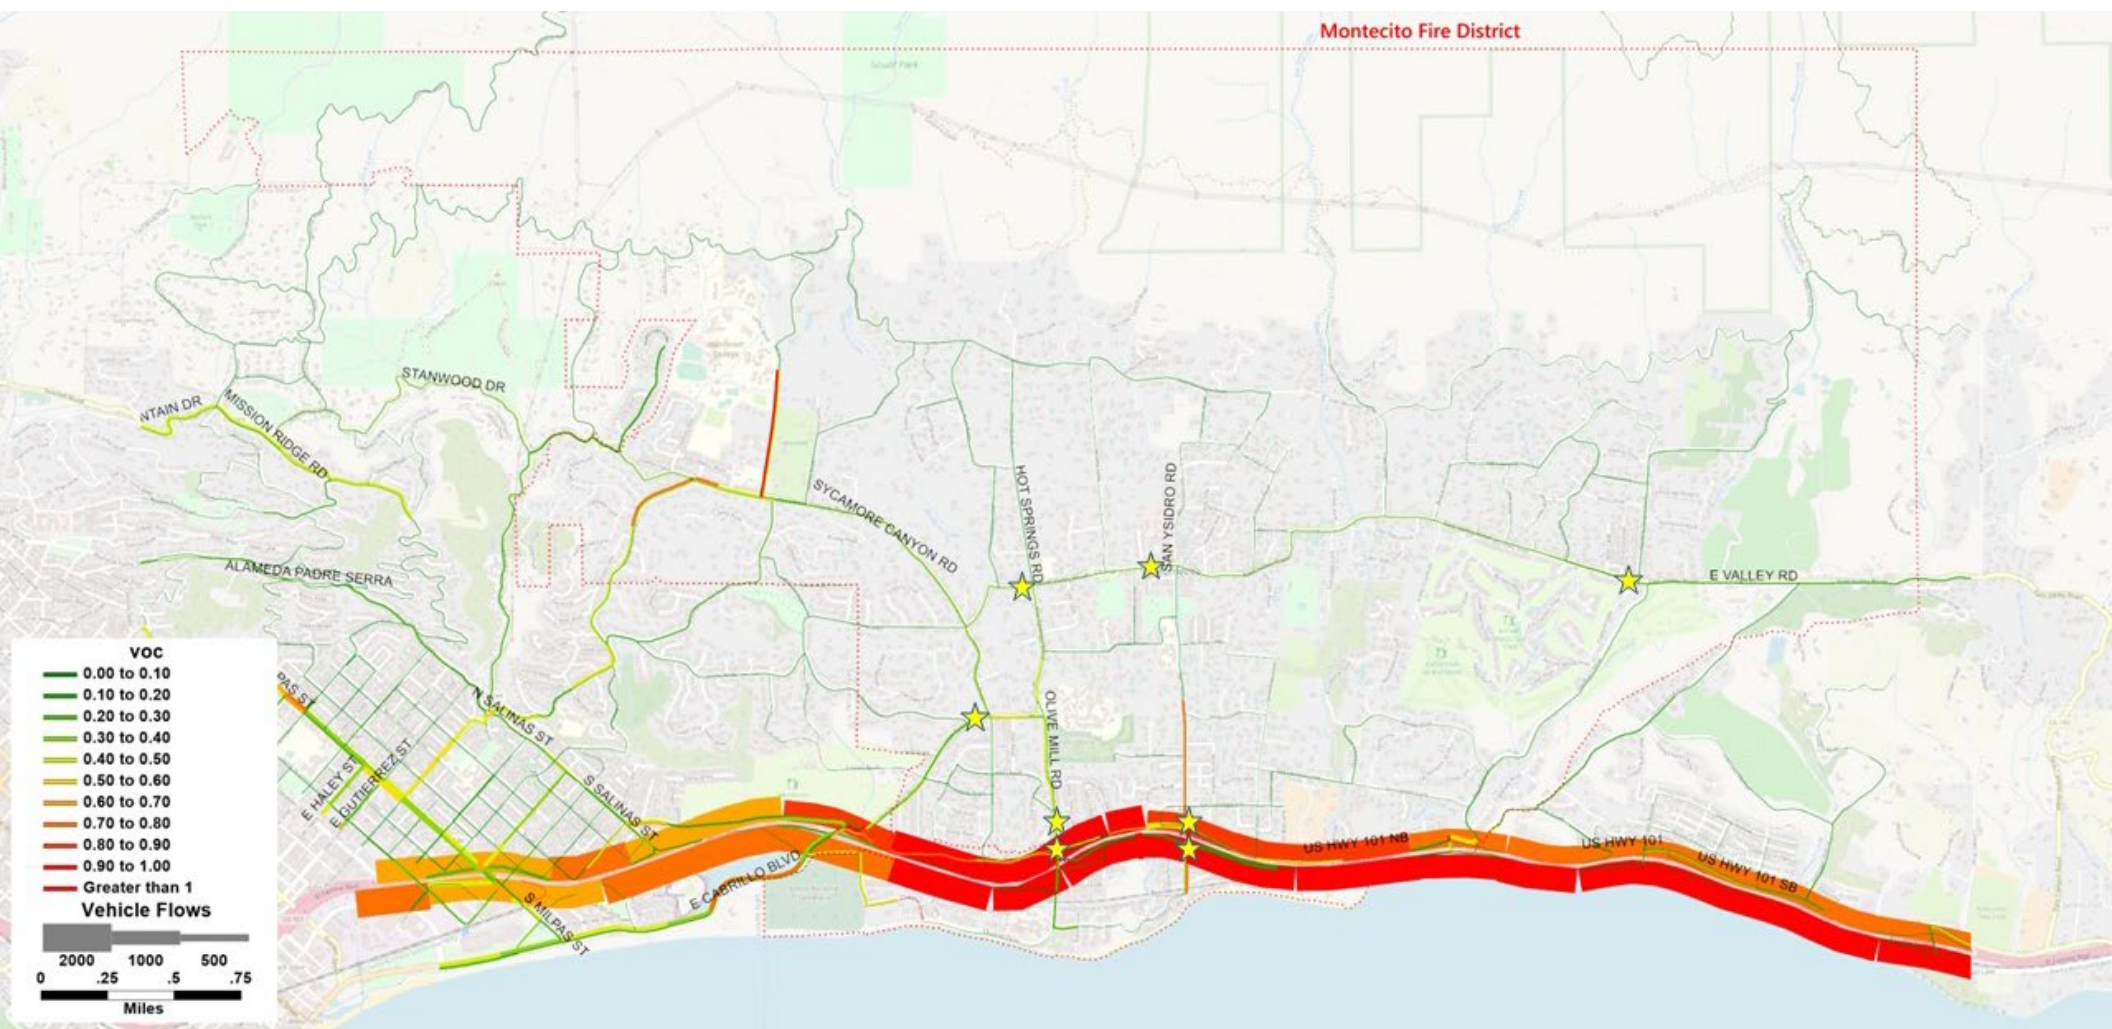 Montecito Fire District
STANWOOD DR
NTAIN DR
MISSION RIDGE RD
SYCAMORE CANYON RD
HOT SPRINGS RD
SAN YSIDRO RD
ALAMEDA PADRE SERRA
E VALLEY RD
PAS ST
N SALINAS ST
OLIVE MILL RD
E HALEY ST
E GUTIERREZ ST
S SALINAS ST
US HWY 101 NB
US HWY 101
US HWY 101 SB
E CABRILLO BLVD
S MILPAS ST
VOC
0.00 to 0.10
0.10 to 0.20
0.20 to 0.30
0.30 to 0.40
0.40 to 0.50
0.50 to 0.60
0.60 to 0.70
0.70 to 0.80
0.80 to 0.90
0.90 to 1.00
Greater than 1
Vehicle Flows
2000 1000 500
0 .25 .5 .75
Miles